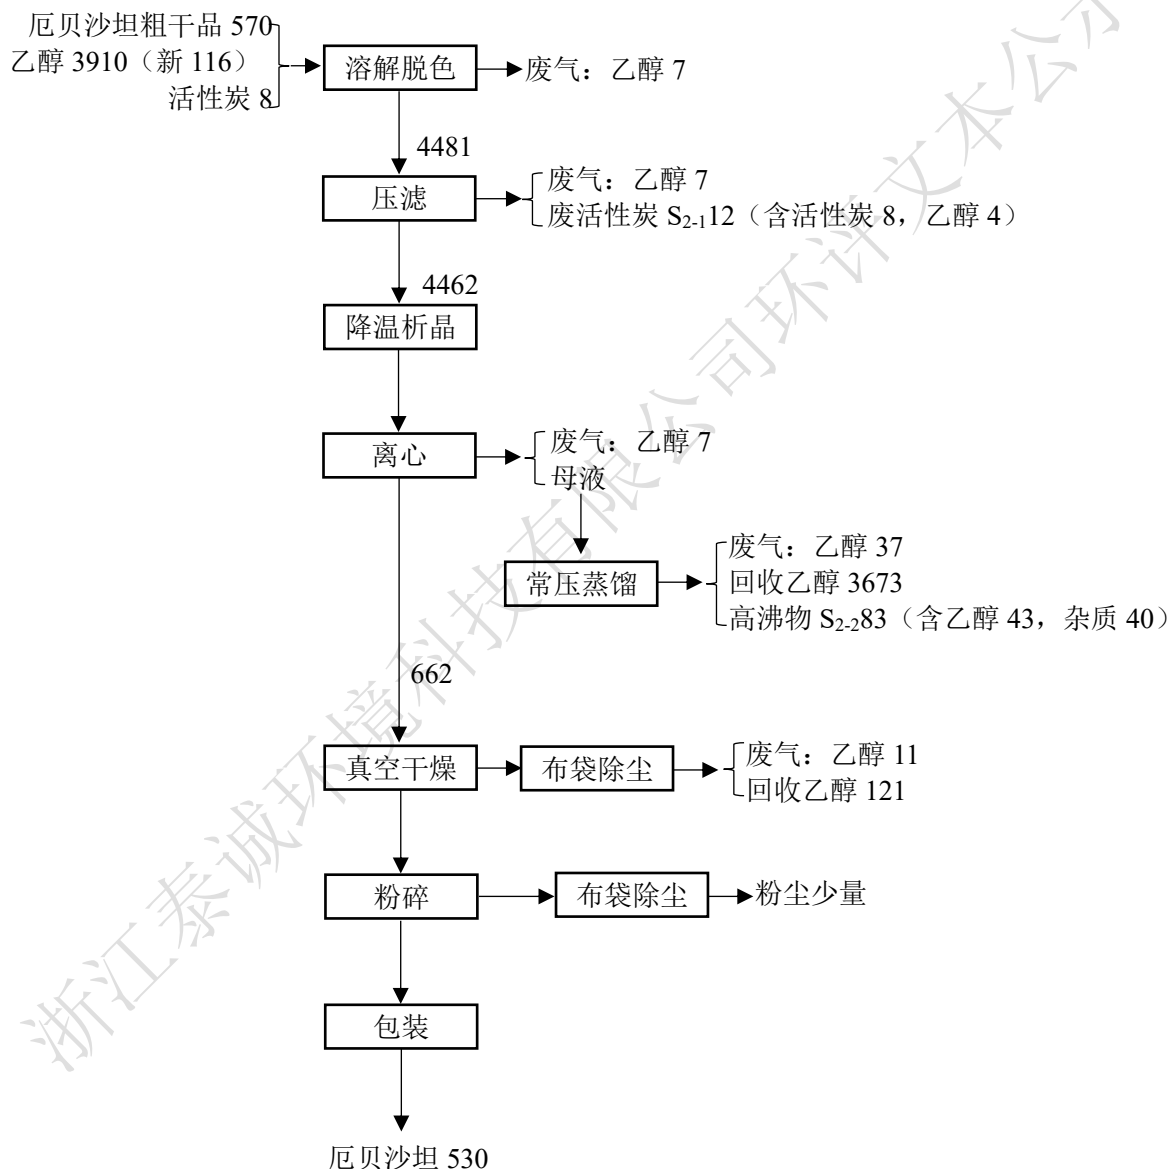 厄贝沙坦粗干品 570
乙醇 3910（新 116）
活性炭 8
溶解脱色
废气：乙醇 7
4481
压滤
废气：乙醇 7
废活性炭 S2-112（含活性炭 8，乙醇 4）
4462
降温析晶
离心
废气：乙醇 7
母液
常压蒸馏
废气：乙醇 37
回收乙醇 3673
高沸物 S2-283（含乙醇 43，杂质 40）
662
真空干燥
布袋除尘
废气：乙醇 11
回收乙醇 121
粉碎
布袋除尘
粉尘少量
包装
厄贝沙坦 530
浙江泰诚环境科技有限公司环评文本公示